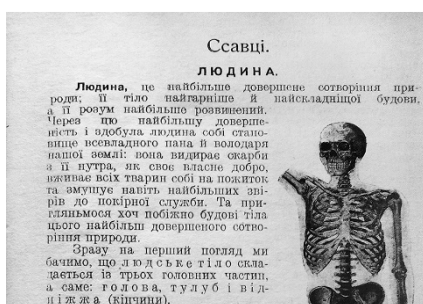 Ссавці.
ЛЮДИНА.
Людина, це найбільше довершене сотворіння при-
роди; її тіло найгарніше й найскладніщої будови,
а її розум найбільше розвинений.
Через цю найбільшу доверше-
ність і здобула людина собі стано-
вище всевладного пана й володаря
нашої землі: вона видирає скарби
з її нутра, як своє власне добро,
вживає всіх тварин собі на пожиток
та змушує навіть найбільших зві-
рів до покірної служби. Та при-
гляньмося хоч побіжно будові тіла
цього найбільш довершеного сотво-
ріння природи.
Зразу на перший погляд ми
бачимо, що людське тіло скла-
дається із трьох головних частин,
а саме: голова, тулуб і від-
ніжжа (кінчини).